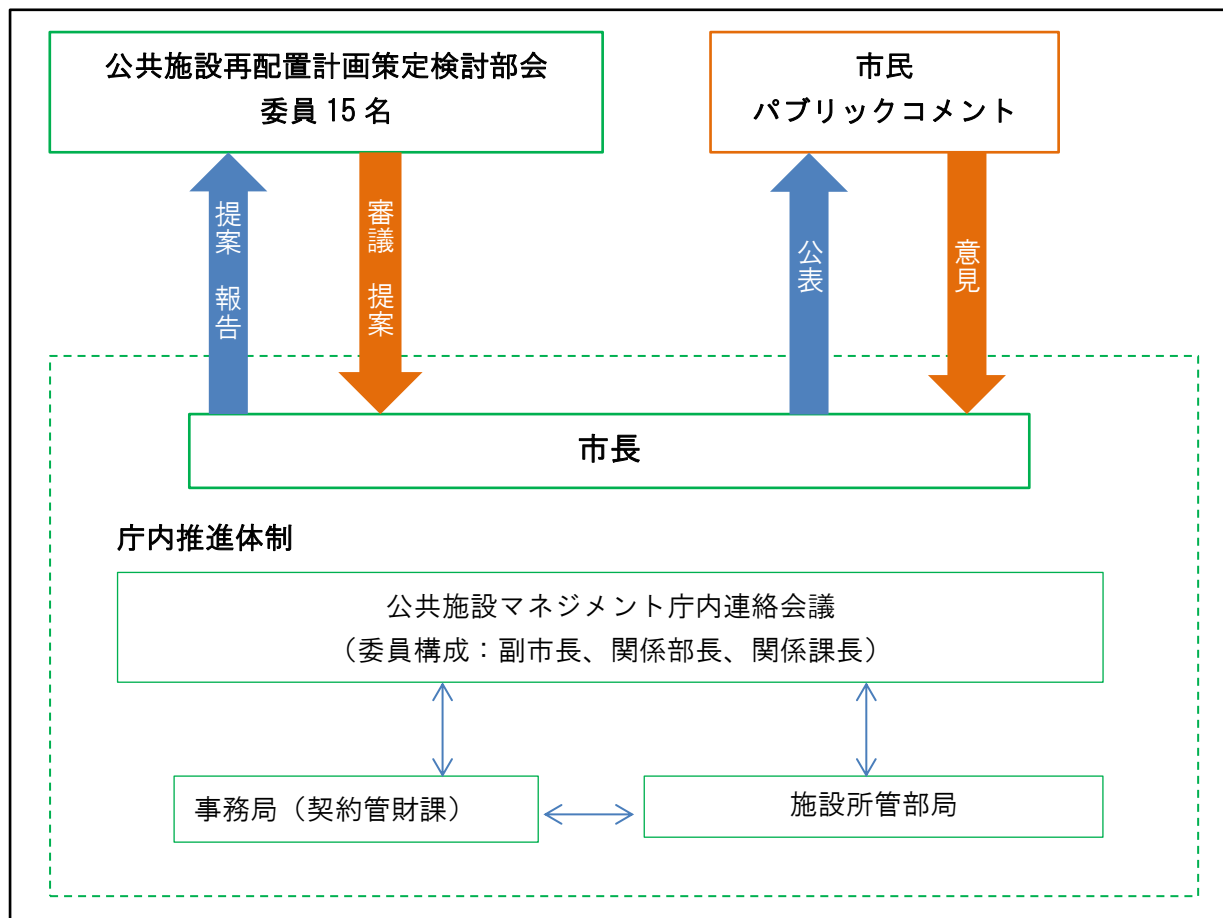 公共施設再配置計画策定検討部会
委員 15 名
市民
パブリックコメント
提案 報告
審議 提案
公表
意見
市長
庁内推進体制
公共施設マネジメント庁内連絡会議
（委員構成：副市長、関係部長、関係課長）
事務局（契約管財課）
施設所管部局